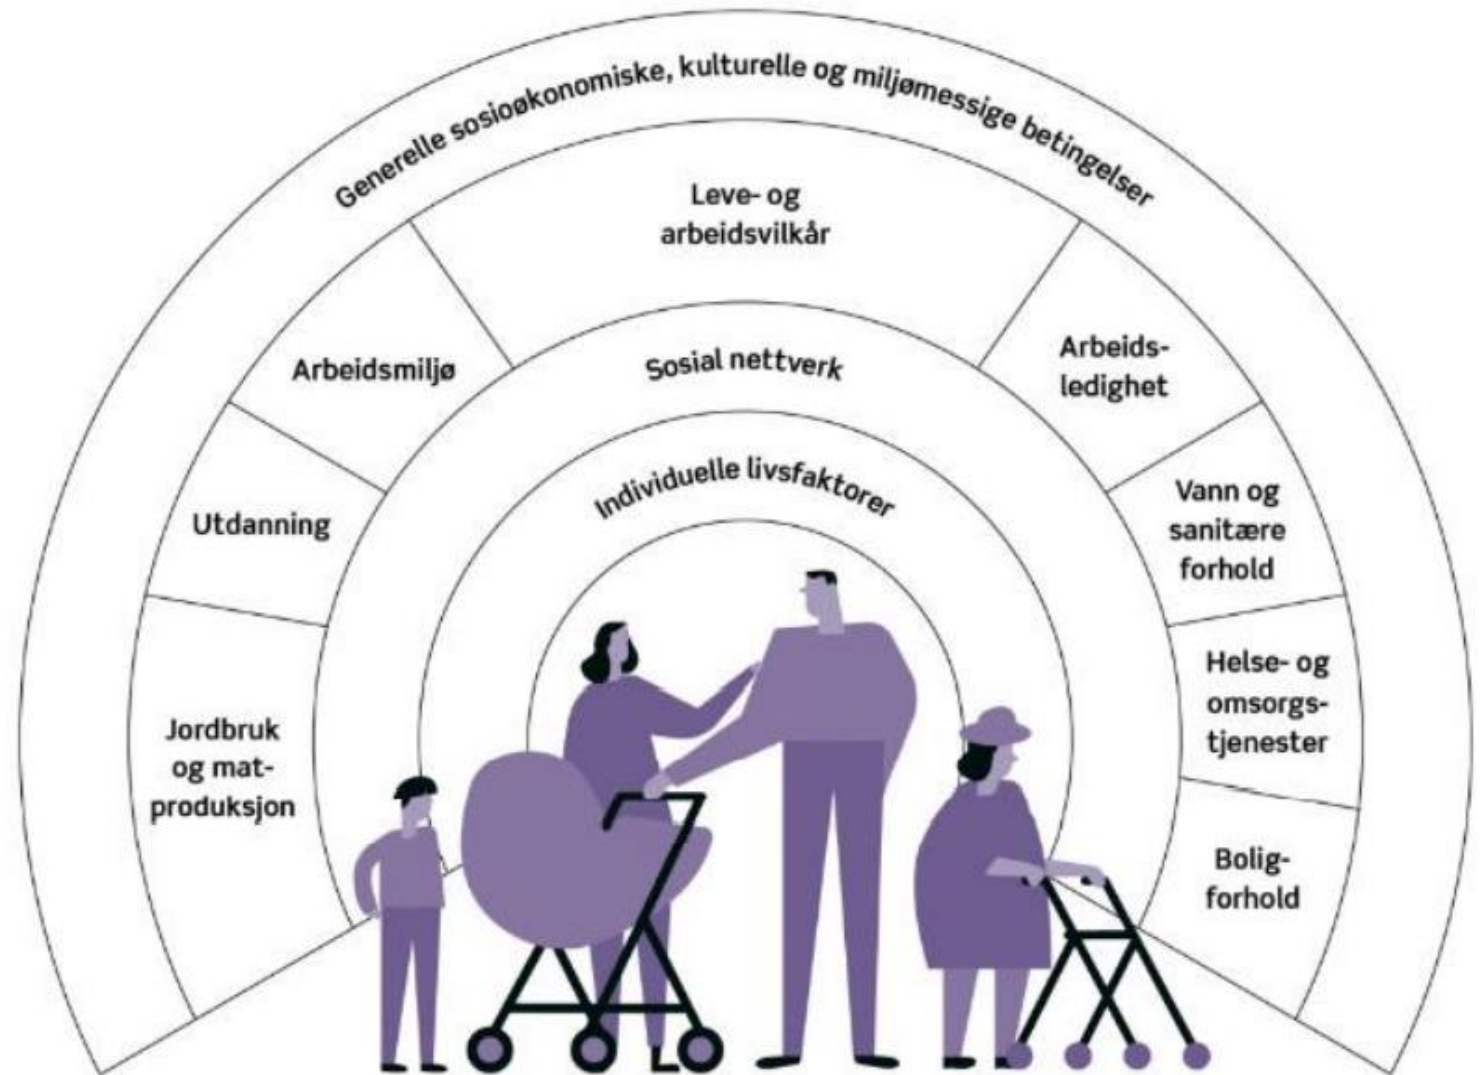 Generelle sosioøkonomiske, kulturelle og miljømessige betingelser
Leve- og
arbeidsvilkår
Arbeidsmiljø
Utdanning
Jordbruk
og mat-
produksjon
Arbeids-
ledighet
Vann og
sanitære
forhold
Helse- og
omsorgs-
tjenester
Bolig-
forhold
Sosial nettverk
Individuelle livsfaktorer